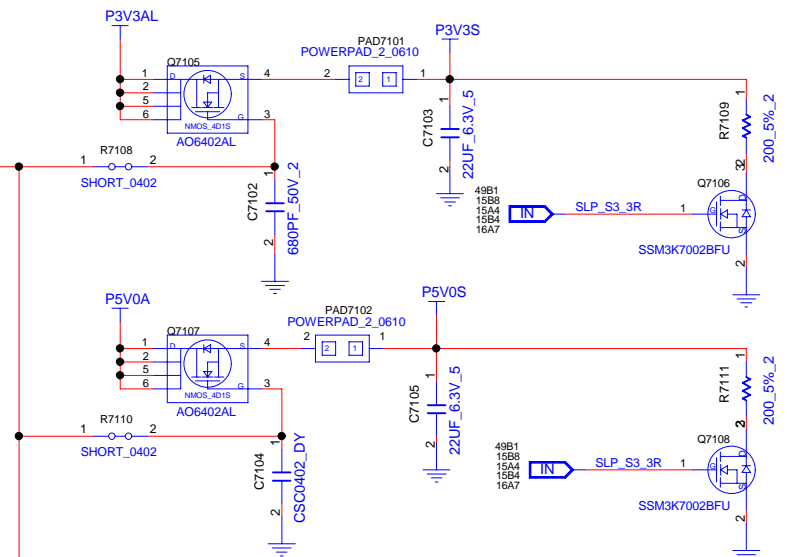 P3V3AL
Q7105
1 D S 4
2
5
6 G 3
NMOS_4D1S
AO6402AL
PAD7101
POWERPAD_2_0610
2 2 1 1
P3V3S
1
C7103
22UF_6.3V_5
2
1
R7109
200_5%_2
2
3
Q7106
D
G
S
2
SSM3K7002BFU
49B1
15B8
15A4
15B4
16A7
IN SLP_S3_3R 1
R7108
1 2
SHORT_0402
1
C7102
680PF_50V_2
2
P5V0A
Q7107
1 D S 4
2
5
6 G 3
NMOS_4D1S
AO6402AL
PAD7102
POWERPAD_2_0610
2 2 1 1
P5V0S
1
C7105
22UF_6.3V_5
2
1
R7111
200_5%_2
2
3
Q7108
D
G
S
2
SSM3K7002BFU
49B1
15B8
15A4
15B4
16A7
IN SLP_S3_3R 1
R7110
1 2
SHORT_0402
1
C7104
CSC0402_DY
2